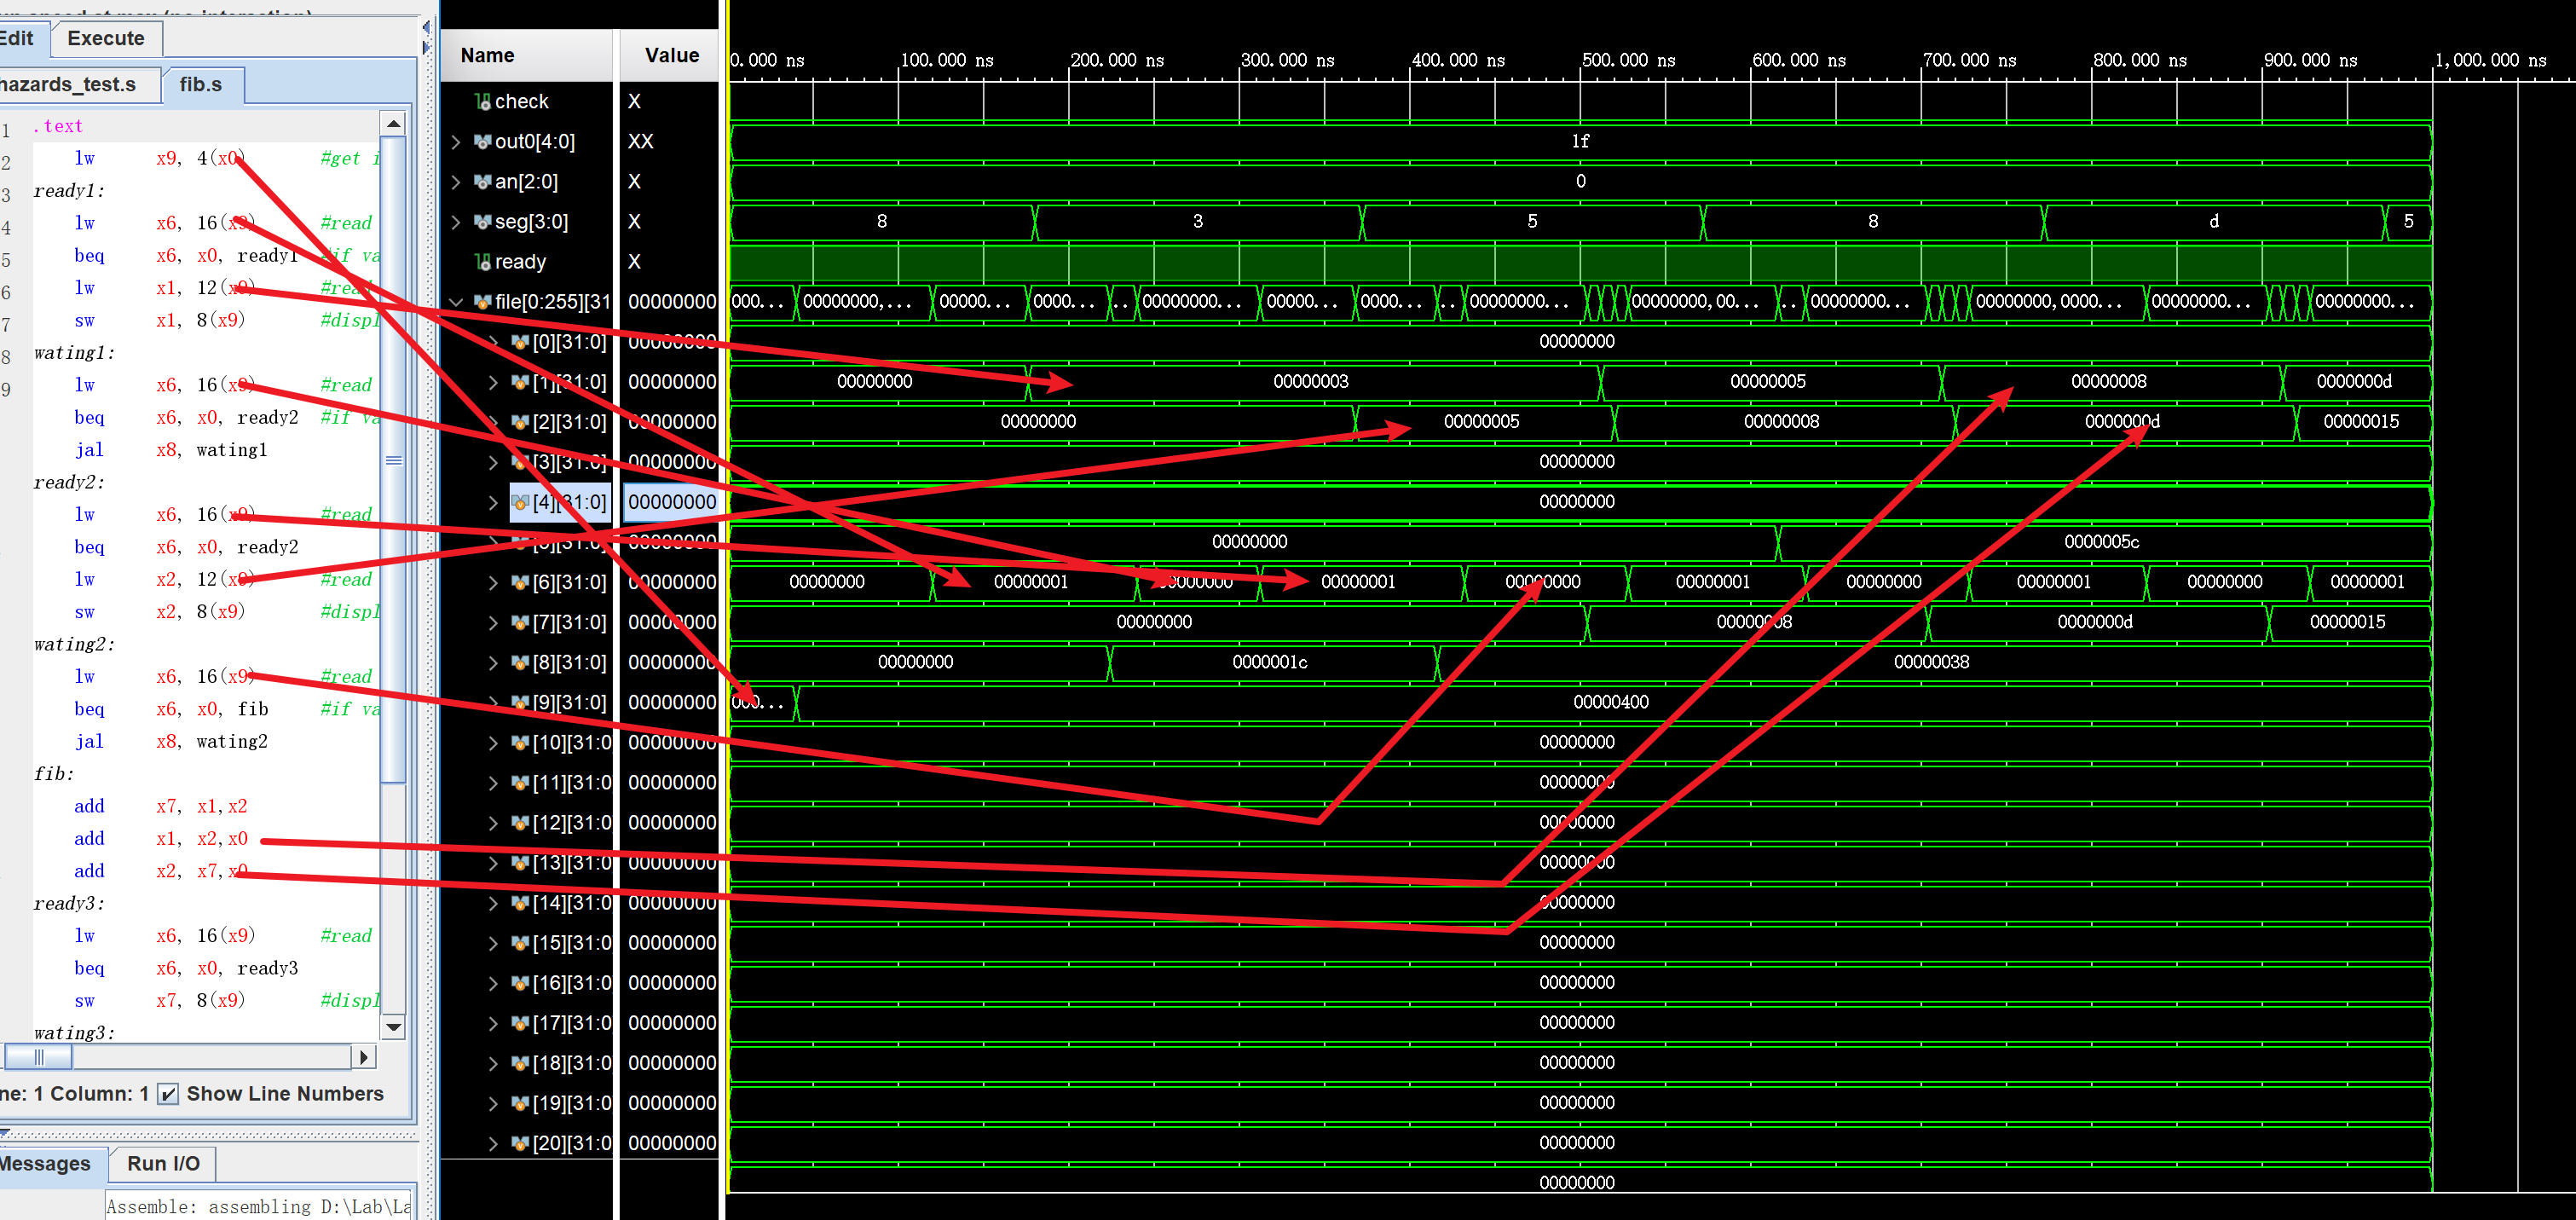 Edit Execute
hazards_test.s fib.s
1 .text
2 lw x9, 4(x0) #get i
3 ready1:
4 lw x6, 16(x9) #read
5 beq x6, x0, ready1 #if va
6 lw x1, 12(x9) #read
7 sw x1, 8(x9) #displ
8 wating1:
9 lw x6, 16(x9) #read
beq x6, x0, ready2 #if va
jal x8, wating1
ready2:
lw x6, 16(x9) #read
beq x6, x0, ready2
lw x2, 12(x9) #read
sw x2, 8(x9) #displ
wating2:
lw x6, 16(x9) #read
beq x6, x0, fib #if va
jal x8, wating2
fib:
add x7, x1,x2
add x1, x2,x0
add x2, x7,x0
ready3:
lw x6, 16(x9) #read
beq x6, x0, ready3
sw x7, 8(x9) #displ
wating3:
ne: 1 Column: 1 Show Line Numbers
Messages Run I/O
Assemble: assembling D:\Lab\La
Name Value
0.000 ns 100.000 ns 200.000 ns 300.000 ns 400.000 ns 500.000 ns 600.000 ns 700.000 ns 800.000 ns 900.000 ns 1,000.000 ns
check X
out0[4:0] XX 1f
an[2:0] X 0
seg[3:0] X 8 3 5 8 d 5
ready X
file[0:255][31 00000000 000... 00000000,... 00000... 0000... .. 00000000... 00000... 0000... .. 00000000... 00000000,00... .. 00000000... 00000000,0000... 00000000... 00000000...
[0][31:0] 00000000 00000000
[1][31:0] 00000000 00000000 00000003 00000005 00000008 0000000d
[2][31:0] 00000000 00000000 00000005 00000008 0000000d 00000015
[3][31:0] 00000000 00000000
[4][31:0] 00000000 00000000
[5][31:0] 00000000 00000000 0000005c
[6][31:0] 00000000 00000000 00000001 00000000 00000001 00000000 00000001 00000000 00000001 00000000 00000001
[7][31:0] 00000000 00000000 00000008 0000000d 00000015
[8][31:0] 00000000 00000000 0000001c 00000038
[9][31:0] 00000000 000... 00000400
[10][31:0 00000000 00000000
[11][31:0 00000000 00000000
[12][31:0 00000000 00000000
[13][31:0 00000000 00000000
[14][31:0 00000000 00000000
[15][31:0 00000000 00000000
[16][31:0 00000000 00000000
[17][31:0 00000000 00000000
[18][31:0 00000000 00000000
[19][31:0 00000000 00000000
[20][31:0 00000000 00000000
00000000